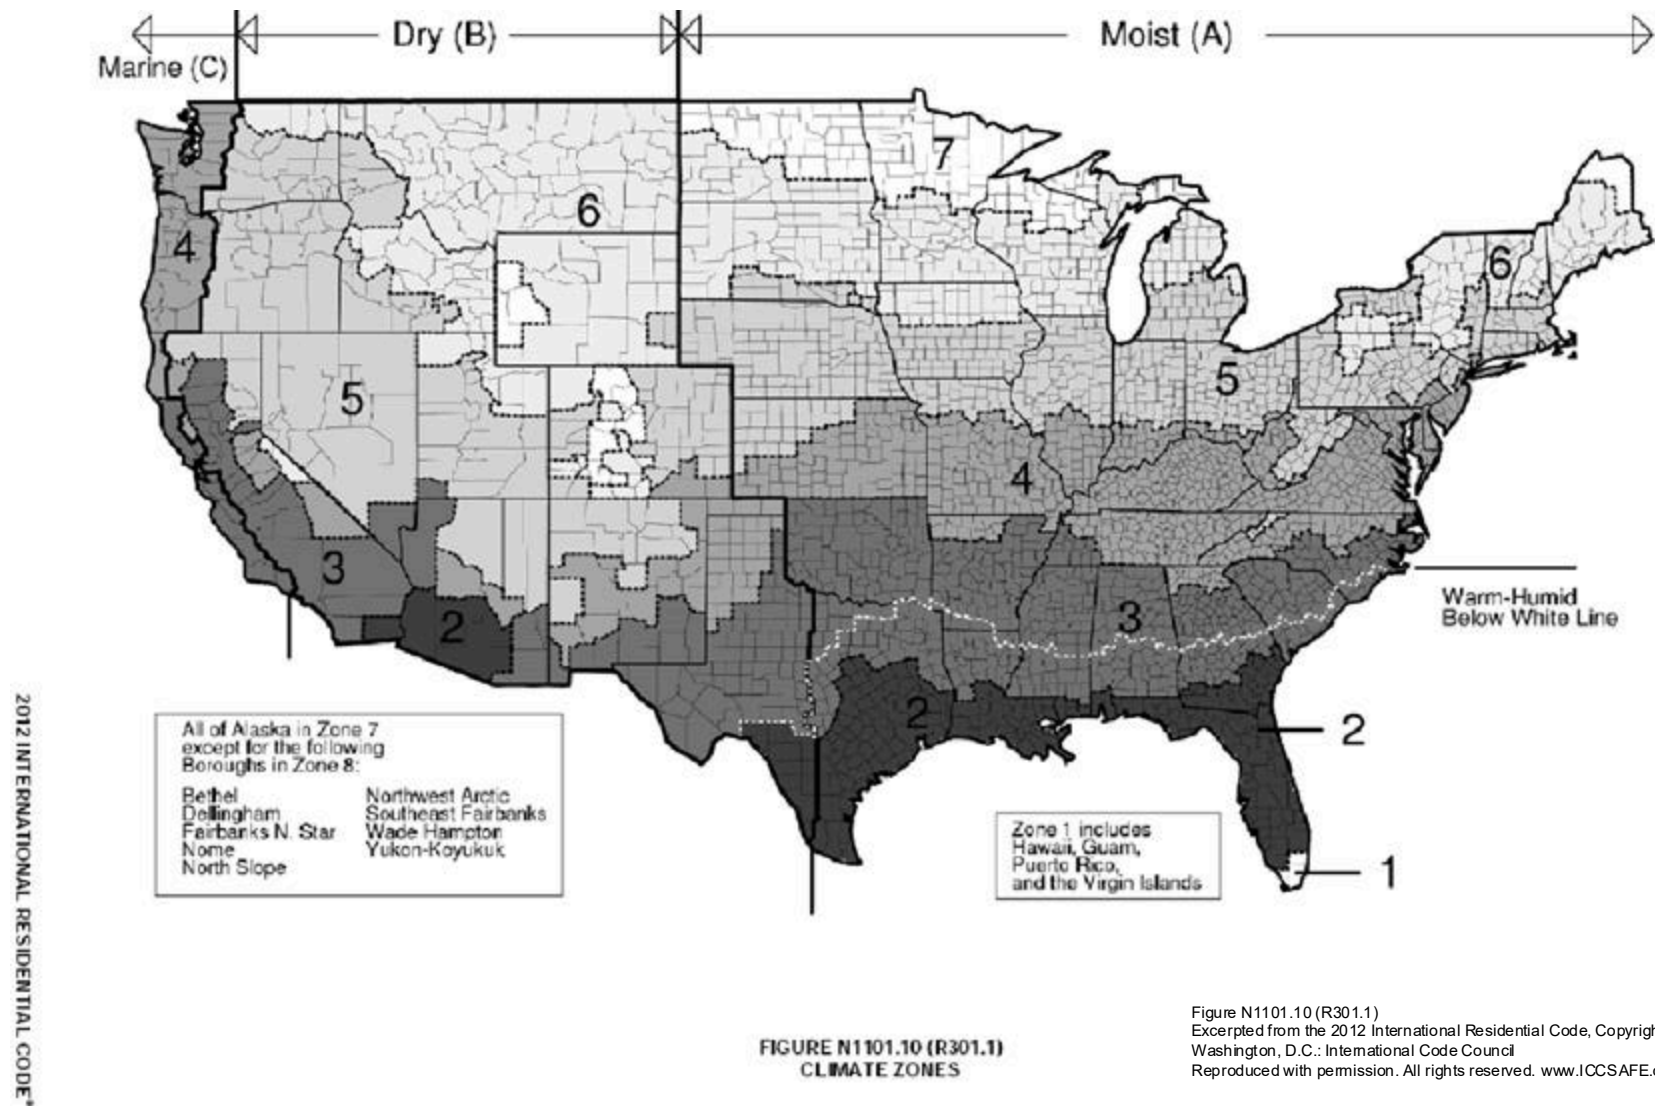 Marine (C)
Dry (B)
Moist (A)
7
6
4
6
5
5
4
3
3
2
2
Warm-Humid
Below White Line
2
1
All of Alaska in Zone 7
except for the following
Boroughs in Zone 8:
Bethel
Dellingham
Fairbanks N. Star
Nome
North Slope
Northwest Arctic
Southeast Fairbanks
Wade Hampton
Yukon-Koyukuk
Zone 1 includes
Hawaii, Guam,
Puerto Rico,
and the Virgin Islands
2012 INTERNATIONAL RESIDENTIAL CODE®
FIGURE N1101.10 (R301.1)
CLIMATE ZONES
Figure N1101.10 (R301.1)
Excerpted from the 2012 International Residential Code, Copyrigh
Washington, D.C.: International Code Council
Reproduced with permission. All rights reserved. www.ICCSAFE.